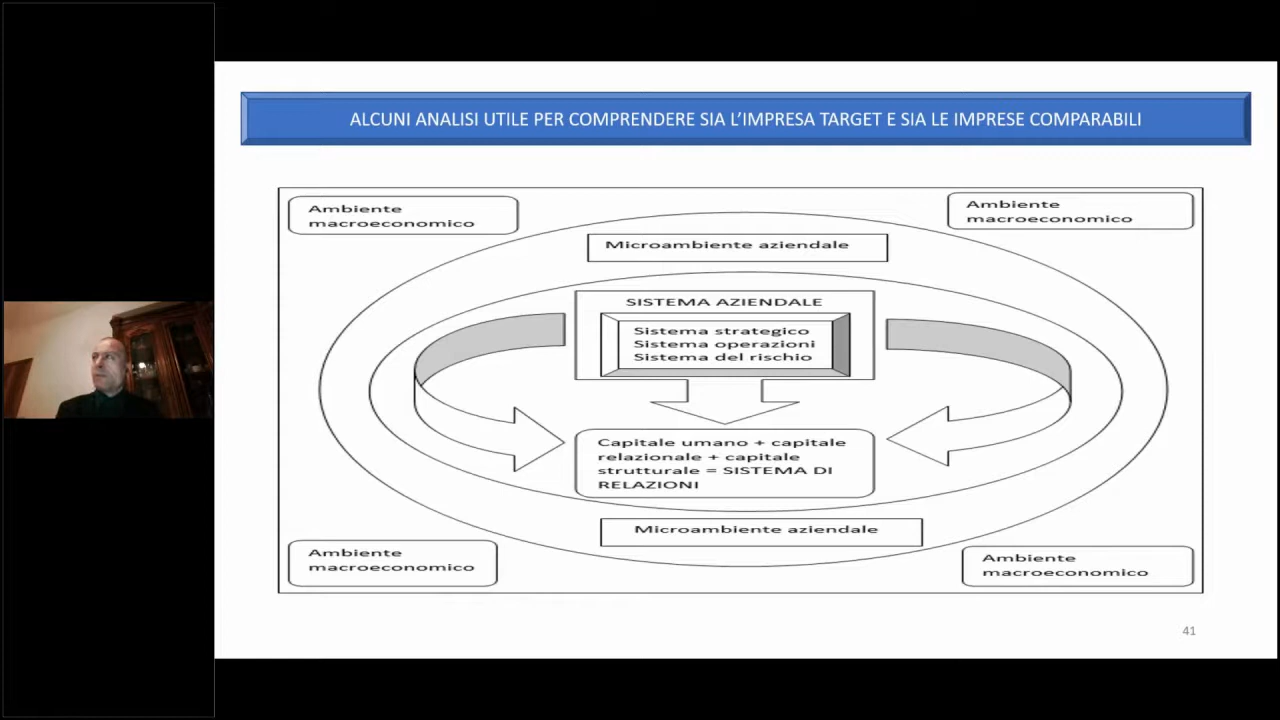 ALCUNI ANALISI UTILE PER COMPRENDERE SIA L'IMPRESA TARGET E SIA LE IMPRESE COMPARABILI
Ambiente
macroeconomico
Ambiente
macroeconomico
Microambiente aziendale
SISTEMA AZIENDALE
Sistema strategico
Sistema operazioni
Sistema del rischio
Capitale umano + capitale
relazionale + capitale
strutturale = SISTEMA DI
RELAZIONI
Microambiente aziendale
Ambiente
macroeconomico
Ambiente
macroeconomico
41